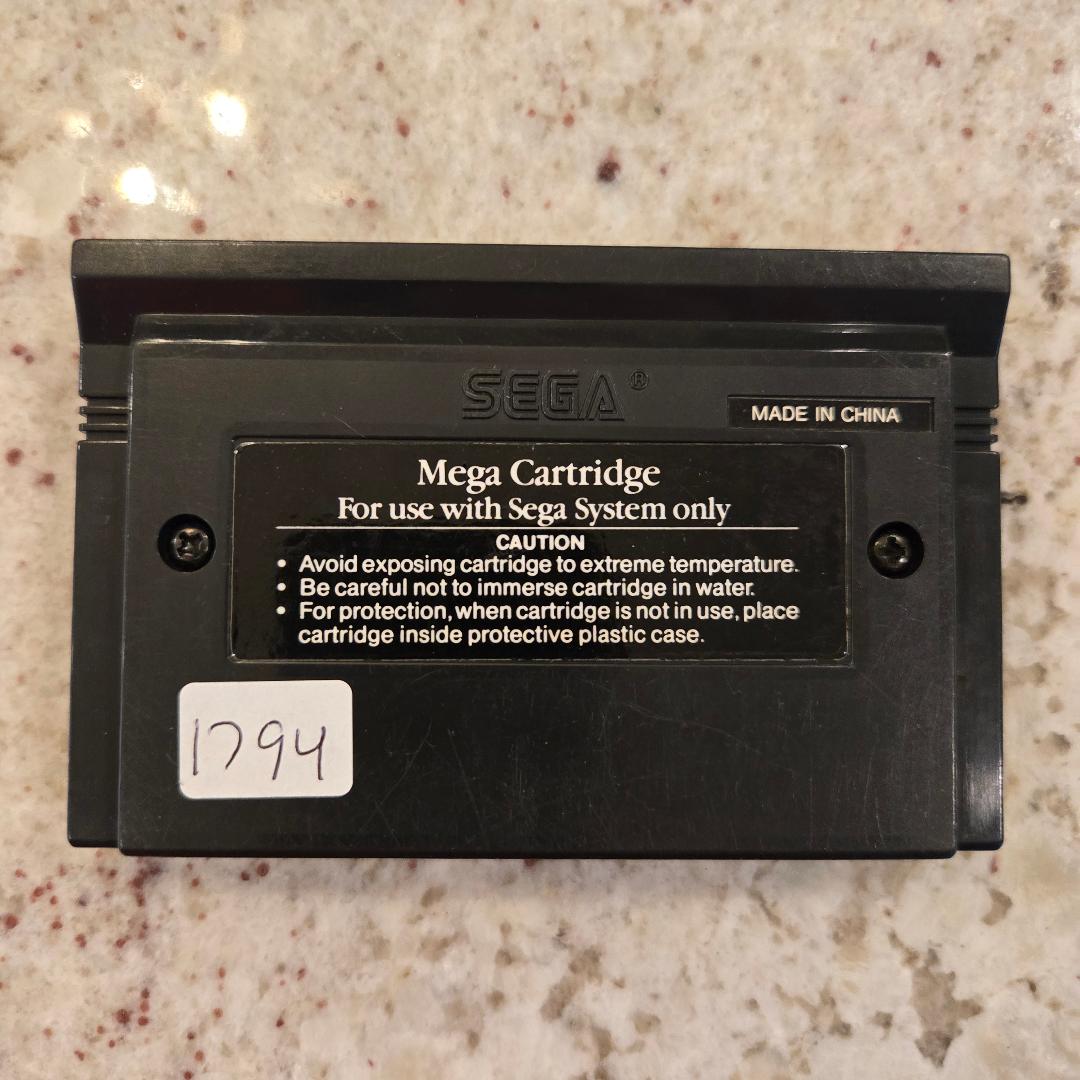 SEGA®
MADE IN CHINA
Mega Cartridge
For use with Sega System only
CAUTION
• Avoid exposing cartridge to extreme temperature.
• Be careful not to immerse cartridge in water.
• For protection, when cartridge is not in use, place
cartridge inside protective plastic case.
1794